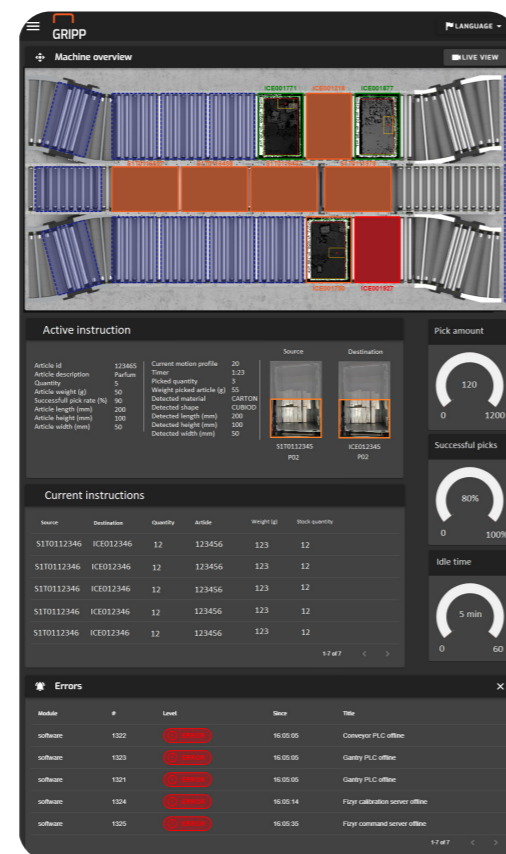 GRIPP
LANGUAGE
Machine overview
LIVE VIEW
ICE001771 ICE001877
ICE001927
Active instruction
Article id 123465
Article description Parfum
Quantity 5
Article weight (g) 50
Successfull pick rate (%) 90
Article length (mm) 200
Article height (mm) 100
Article width (mm) 50
Current motion profile 20
Timer 1:23
Picked quantity 3
Weight picked article (g) 55
Detected material CARTON
Detected shape CUBIOD
Detected length (mm) 200
Detected height (mm) 100
Detected width (mm) 50
Source Destination
S1T0112345 ICE012345
P02 P02
Pick amount
120
0 1200
Successful picks
80%
0 100%
Idle time
5 min
0 60
Current instructions
Source Destination Quantity Article Weight (g) Stock quantity
S1T0112346 ICE012346 12 123456 123 12
S1T0112346 ICE012346 12 123456 123 12
S1T0112346 ICE012346 12 123456 123 12
S1T0112346 ICE012346 12 123456 123 12
S1T0112346 ICE012346 12 123456 123 12
1-7 of 7
Errors
Module # Level Since Title
software 1322 16:05:05 Conveyor PLC offline
software 1323 16:05:05 Gantry PLC offline
software 1321 16:05:05 Gantry PLC offline
software 1324 16:05:14 Fizyr calibration server offline
software 1325 16:05:35 Fizyr command server offline
1-7 of 7